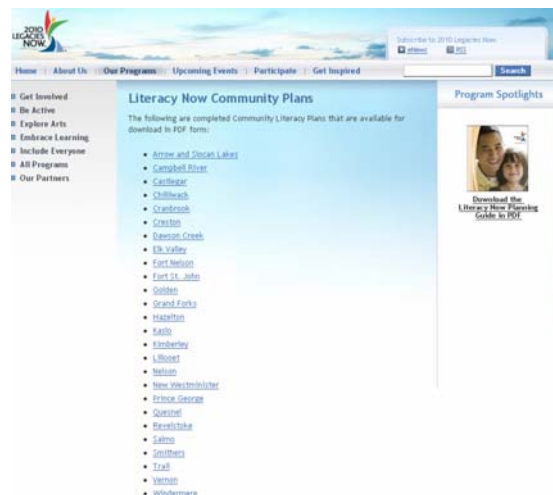 2010
LEGACIES
NOW
Subscribe to 2010 Legacies Now
eNews RSS
Home About Us Our Programs Upcoming Events Participate Get Inspired
Search
Get Involved
Be Active
Explore Arts
Embrace Learning
Include Everyone
All Programs
Our Partners
Literacy Now Community Plans
The following are completed Community Literacy Plans that are available for
download in PDF form:
Arrow and Slocan Lakes
Campbell River
Castlegar
Chilliwack
Cranbrook
Creston
Dawson Creek
Elk Valley
Fort Nelson
Fort St. John
Golden
Grand Forks
Hazelton
Kaslo
Kimberley
Lillooet
Nelson
New Westminister
Prince George
Quesnel
Revelstoke
Salmo
Smithers
Trail
Vernon
Windermere
Program Spotlights
Download the
Literacy Now Planning
Guide in PDF